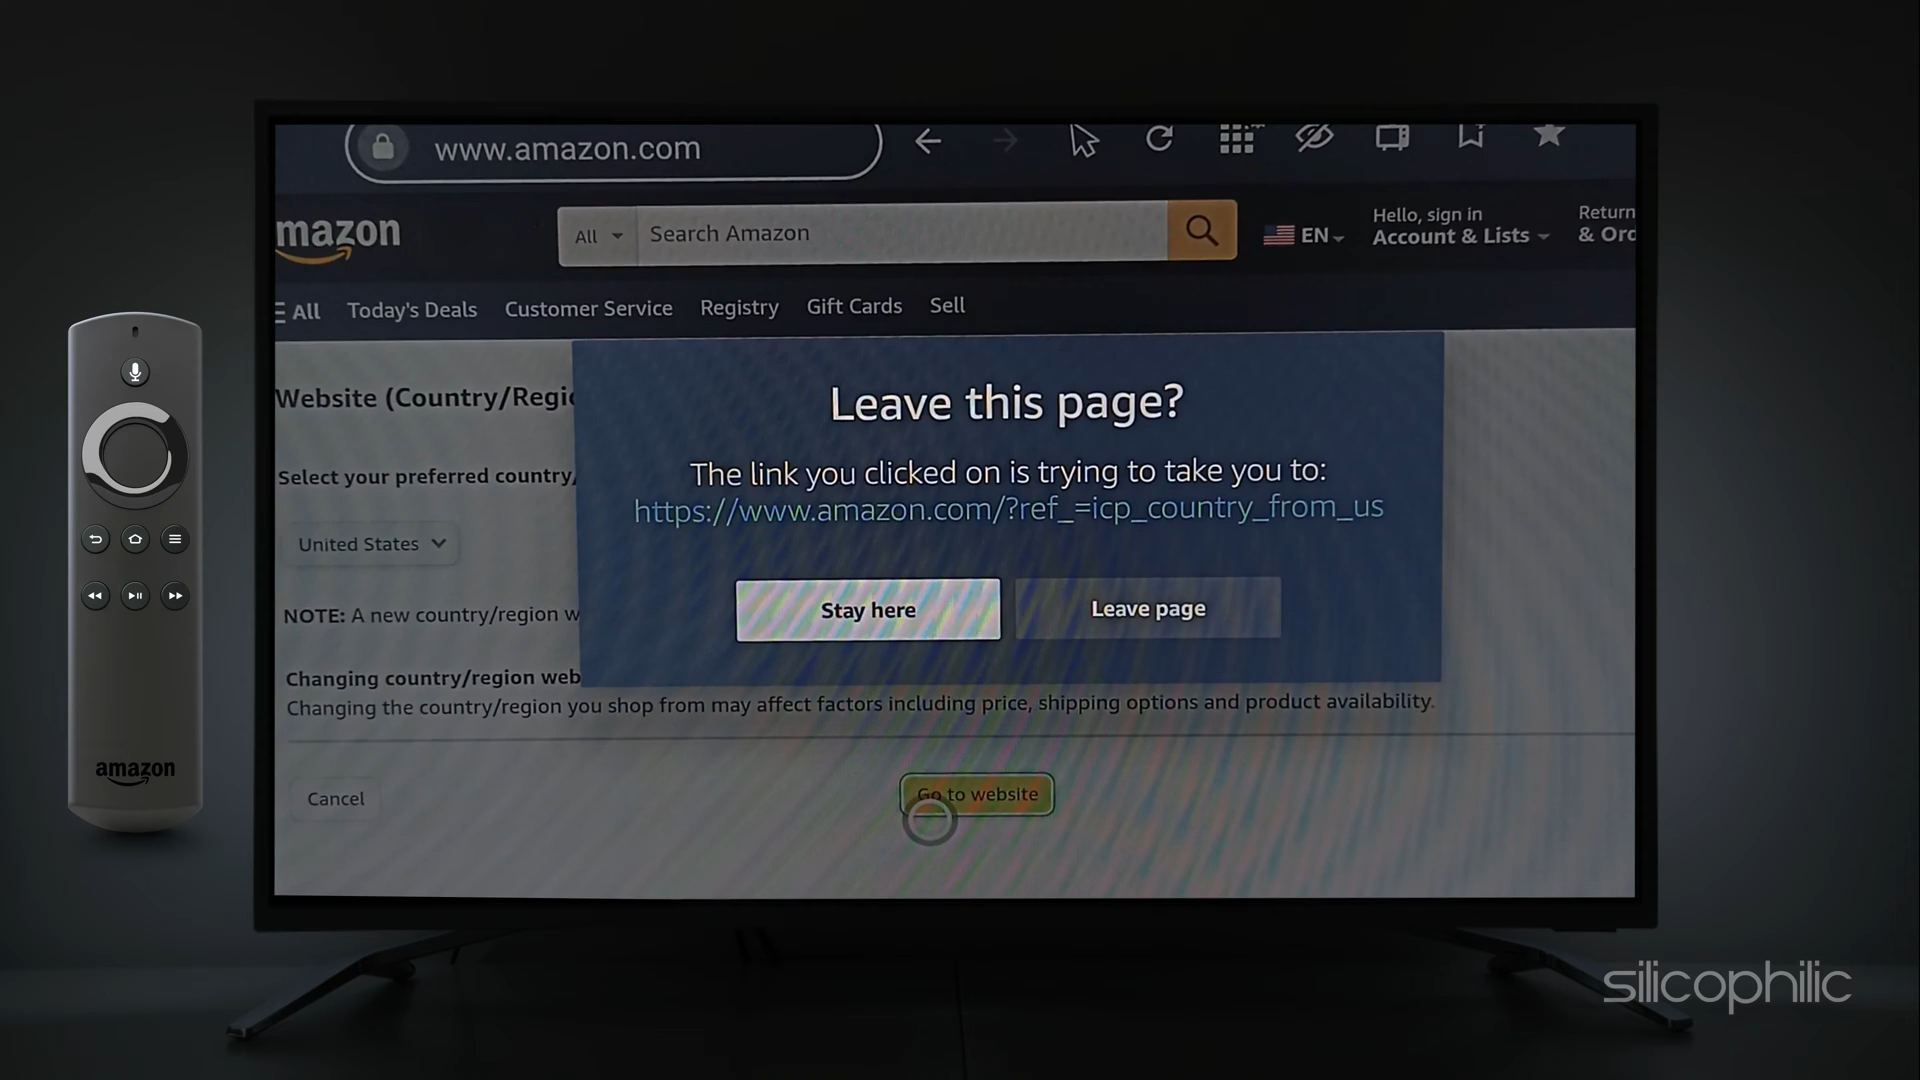 www.amazon.com
mazon
All
Search Amazon
EN
Hello, sign in
Account & Lists
Return
& Ord
All
Today's Deals
Customer Service
Registry
Gift Cards
Sell
Website (Country/Regio
Leave this page?
Select your preferred country/
The link you clicked on is trying to take you to:
https://www.amazon.com/?ref_=icp_country_from_us
United States
Stay here
Leave page
NOTE: A new country/region w
Changing country/region web
Changing the country/region you shop from may affect factors including price, shipping options and product availability.
Cancel
Go to website
amazon
silicophilic